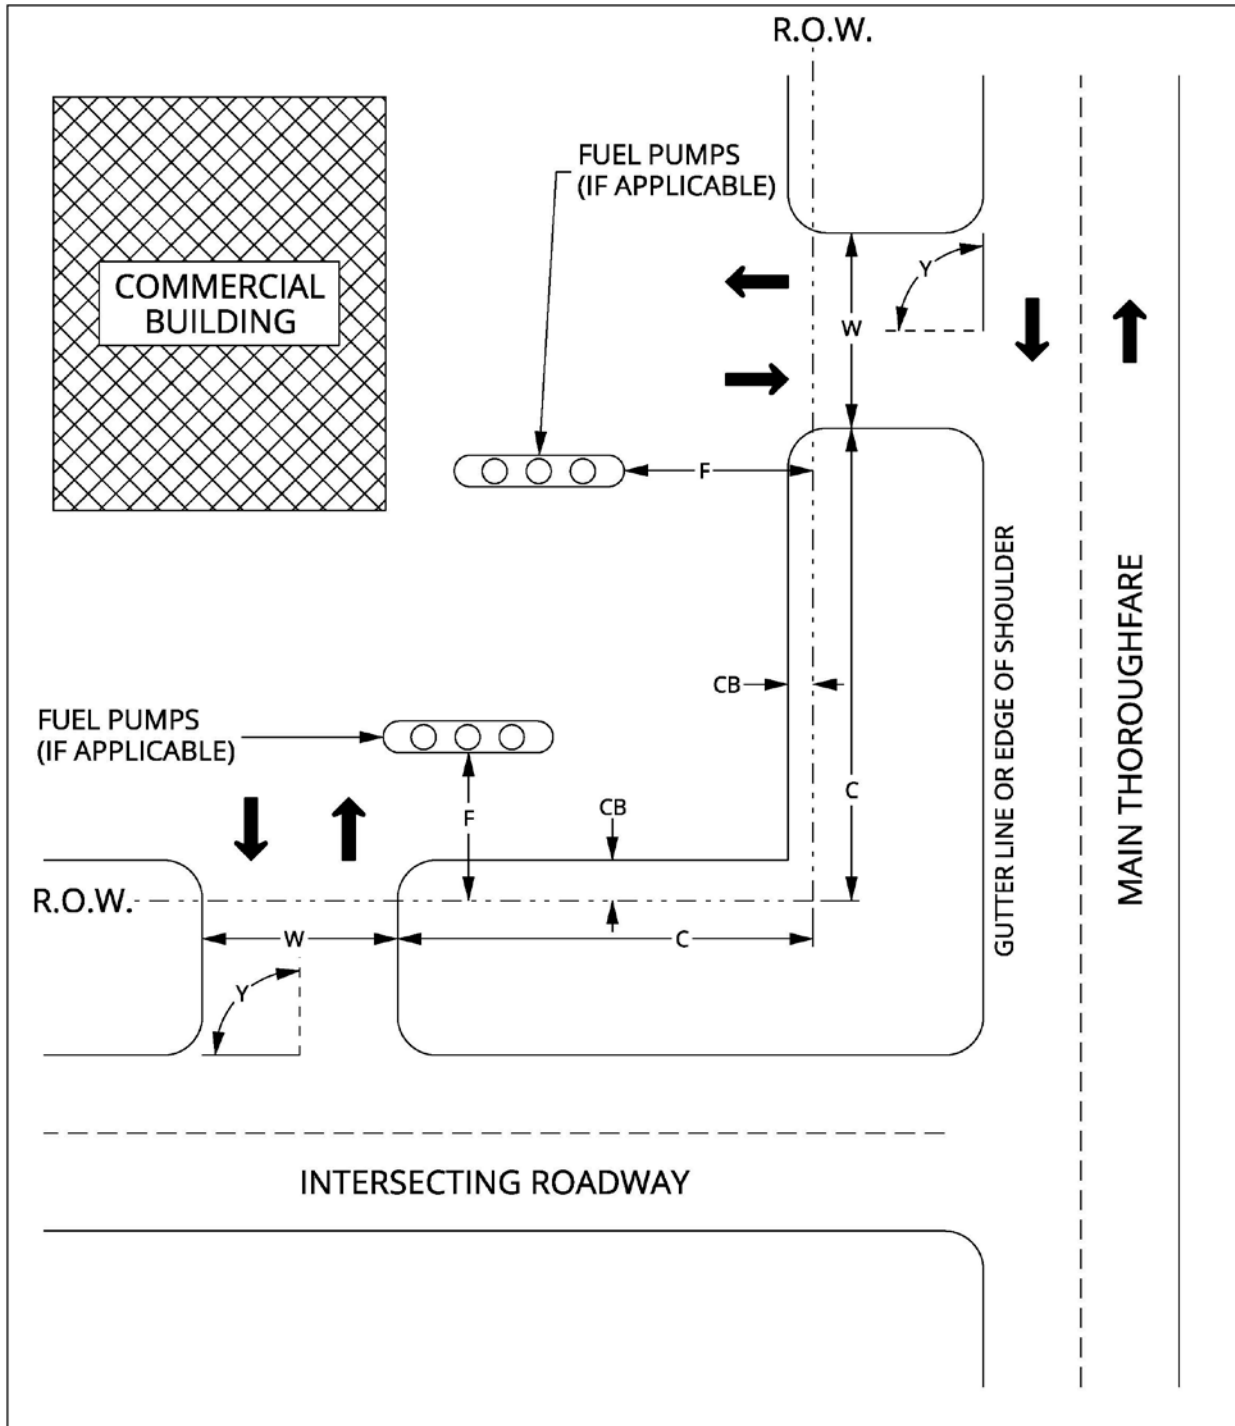 R.O.W.
FUEL PUMPS
(IF APPLICABLE)
COMMERCIAL
BUILDING
Y
W
F
GUTTER LINE OR EDGE OF SHOULDER
MAIN THOROUGHFARE
CB
FUEL PUMPS
(IF APPLICABLE)
C
CB
F
R.O.W.
W
C
Y
INTERSECTING ROADWAY